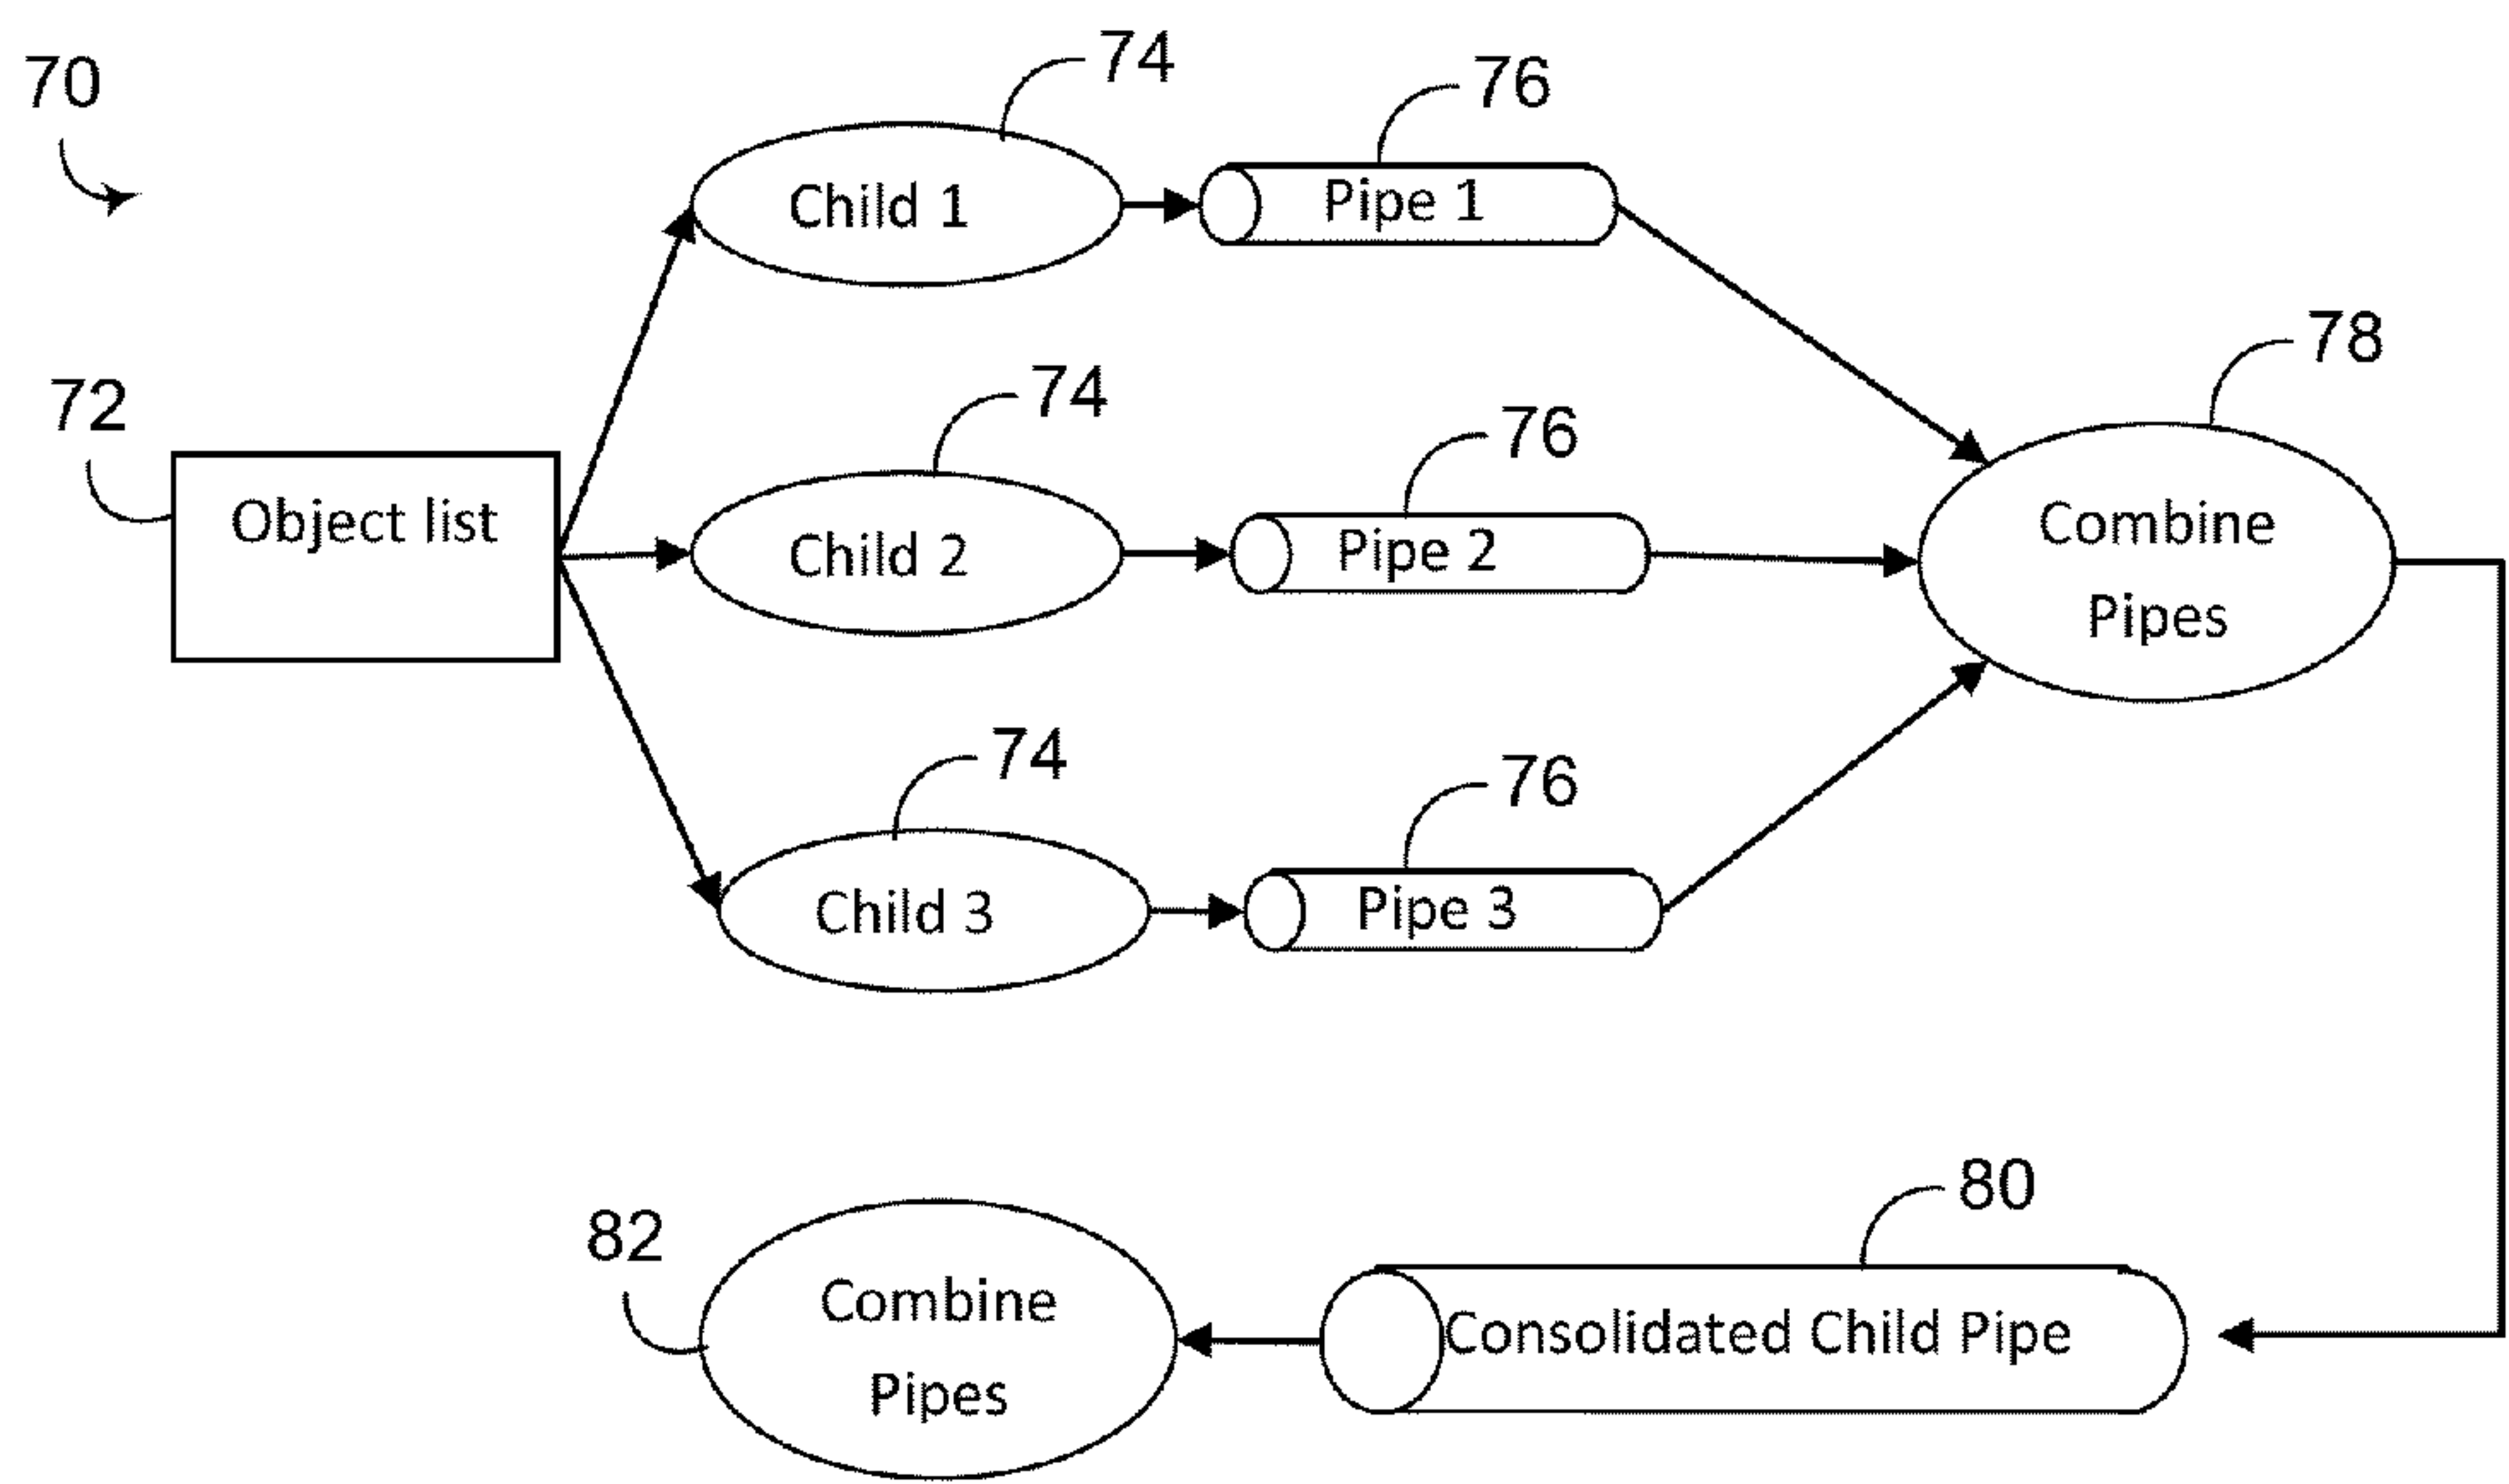 70
74
76
Child 1
Pipe 1
78
72
74
76
Object list
Child 2
Pipe 2
Combine
Pipes
74
76
Child 3
Pipe 3
80
82
Combine
Pipes
Consolidated Child Pipe